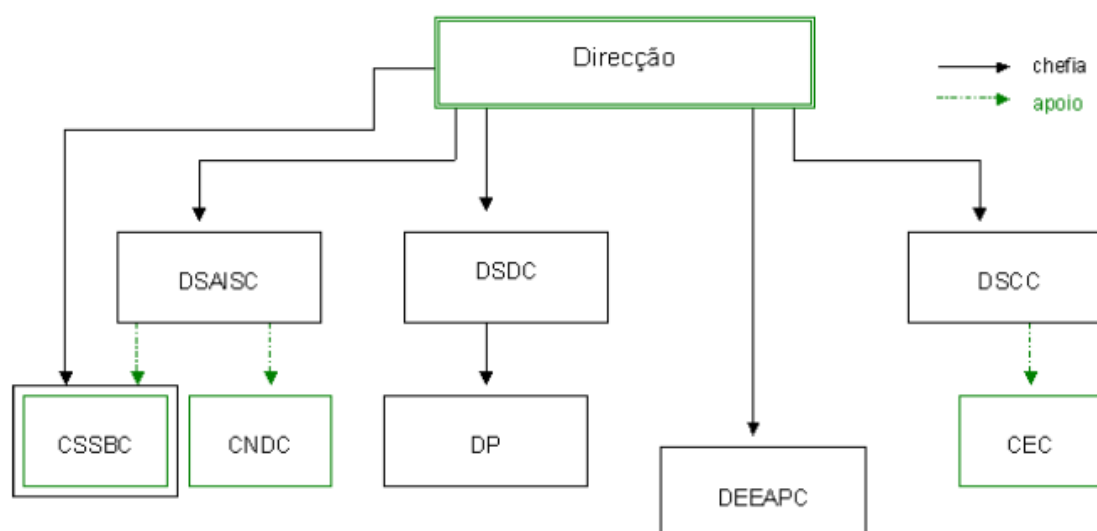 Direcção
chefia
apoio
DSAISC
DSDC
DSCC
CSSBC
CNDC
DP
CEC
DEEAPC